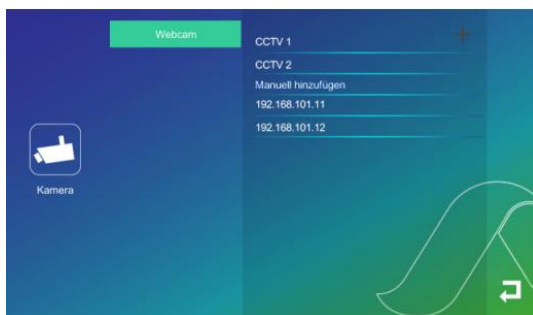 Webcam
CCTV 1
CCTV 2
Manuell hinzufügen
192.168.101.11
192.168.101.12
Kamera